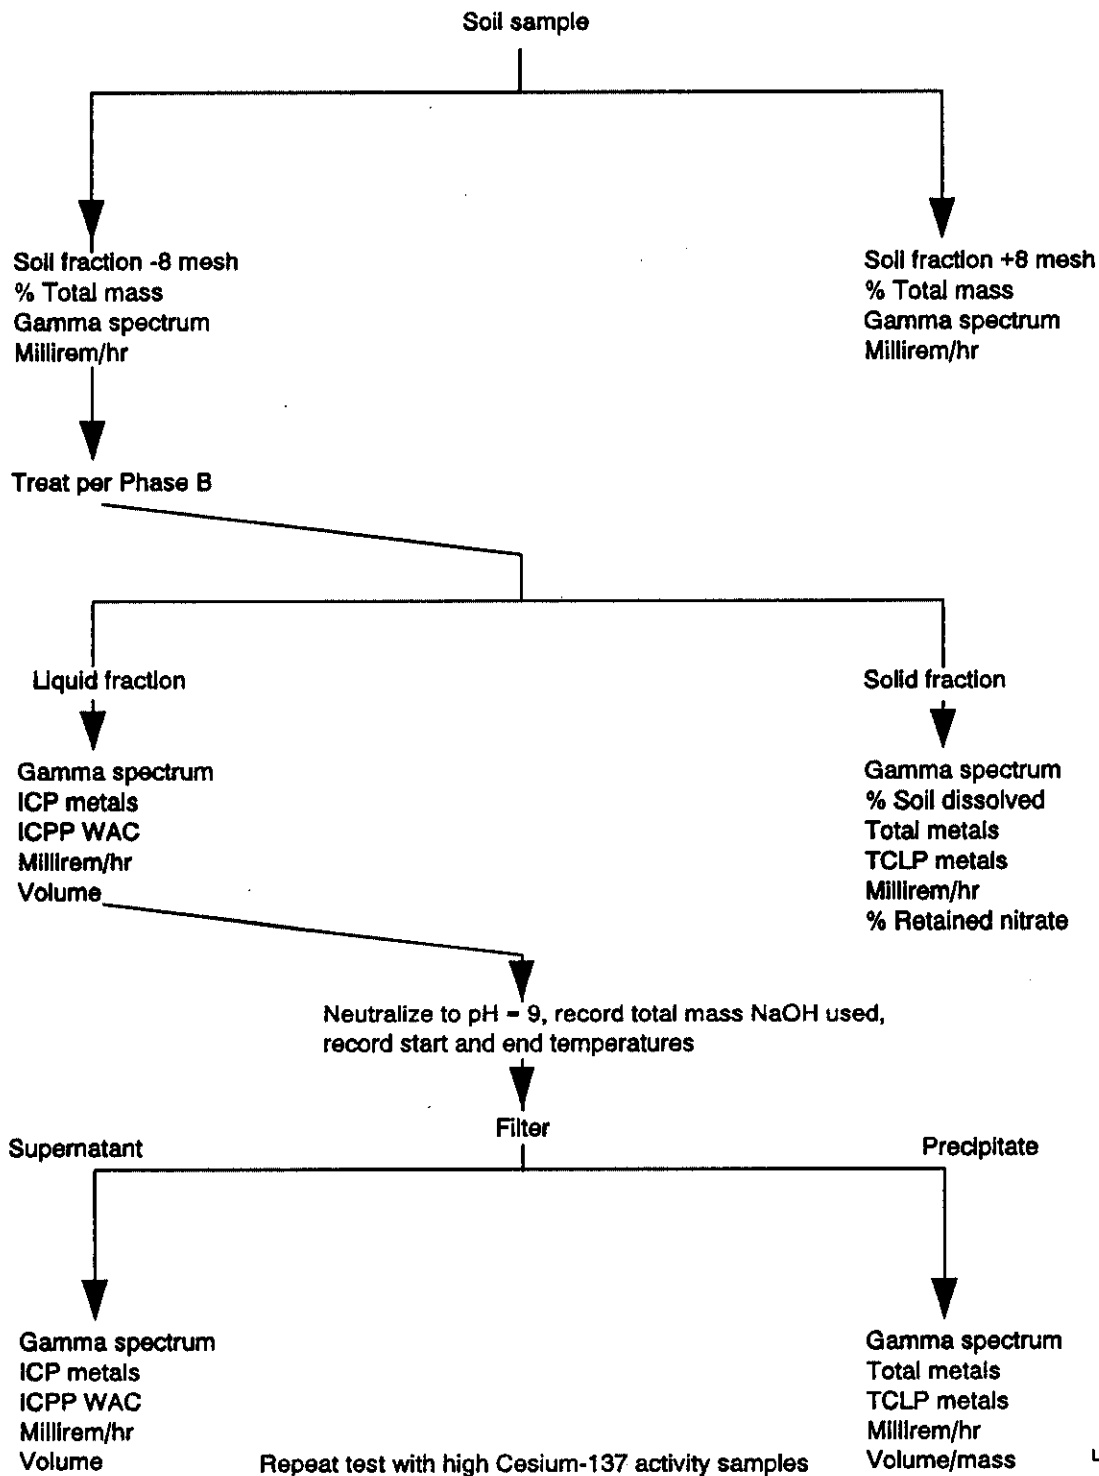 Soil sample
Soil fraction -8 mesh
% Total mass
Gamma spectrum
Millirem/hr
Soil fraction +8 mesh
% Total mass
Gamma spectrum
Millirem/hr
Treat per Phase B
Liquid fraction
Solid fraction
Gamma spectrum
ICP metals
ICPP WAC
Millirem/hr
Volume
Gamma spectrum
% Soil dissolved
Total metals
TCLP metals
Millirem/hr
% Retained nitrate
Neutralize to pH = 9, record total mass NaOH used,
record start and end temperatures
Filter
Supernatant
Precipitate
Gamma spectrum
ICP metals
ICPP WAC
Millirem/hr
Volume
Gamma spectrum
Total metals
TCLP metals
Millirem/hr
Volume/mass
Repeat test with high Cesium-137 activity samples